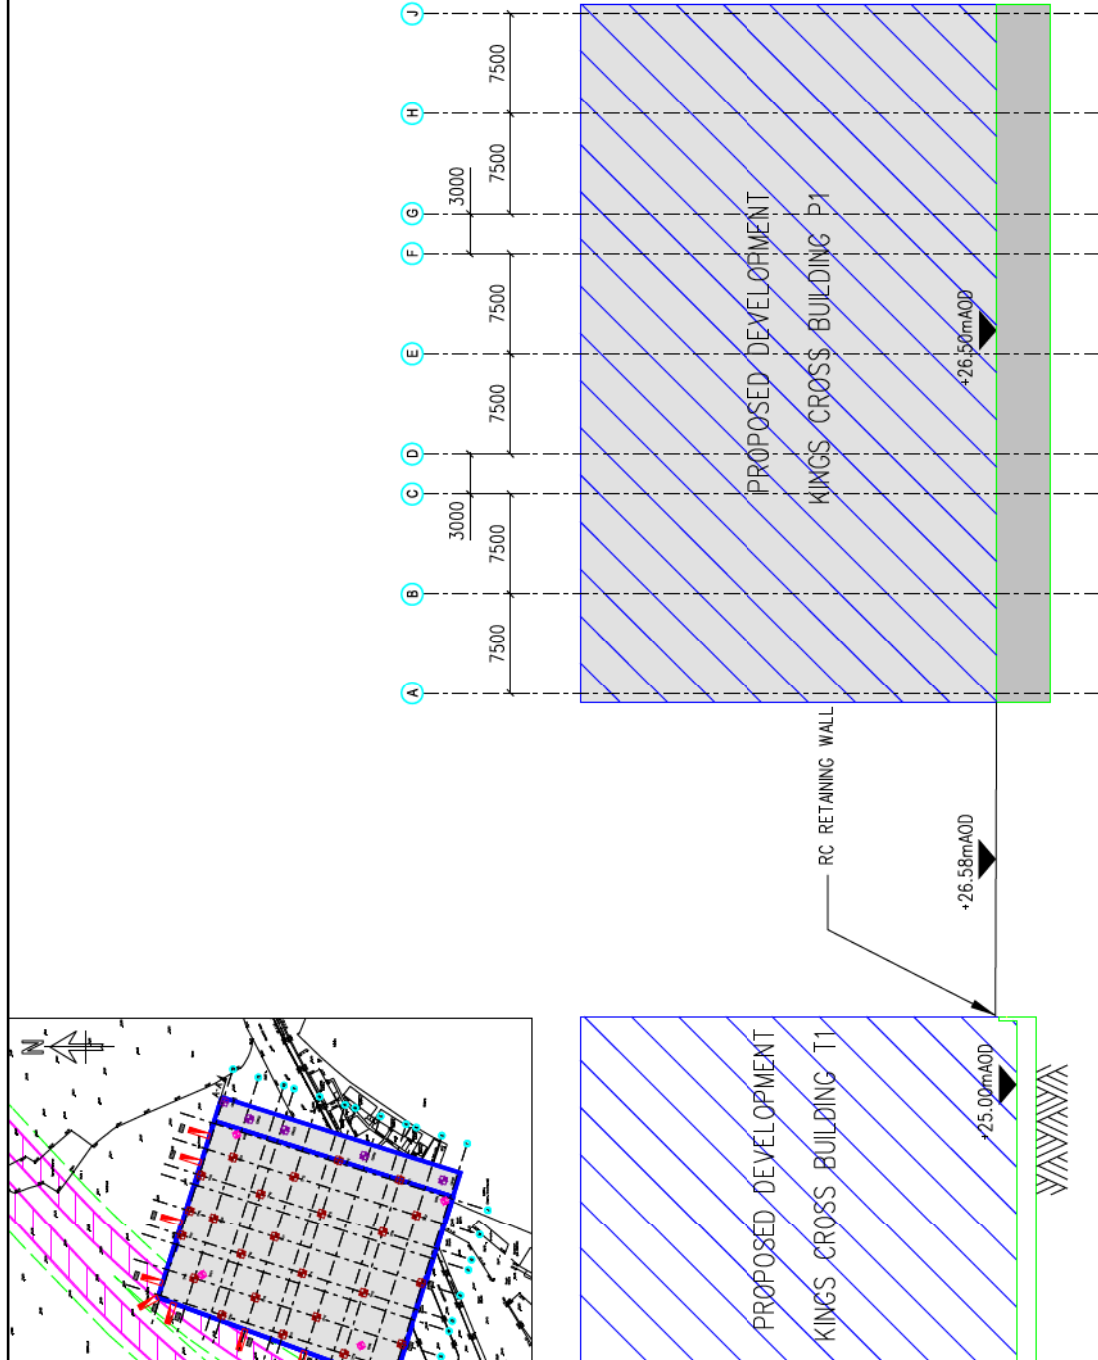 J
7500
H
7500
3000
G
F
7500
E
7500
D
C
3000
7500
B
7500
A
PROPOSED DEVELOPMENT
KINGS CROSS BUILDING P1
+26.50mAOD
RC RETAINING WALL
+26.58mAOD
N
PROPOSED DEVELOPMENT
KINGS CROSS BUILDING T1
+25.00mAOD